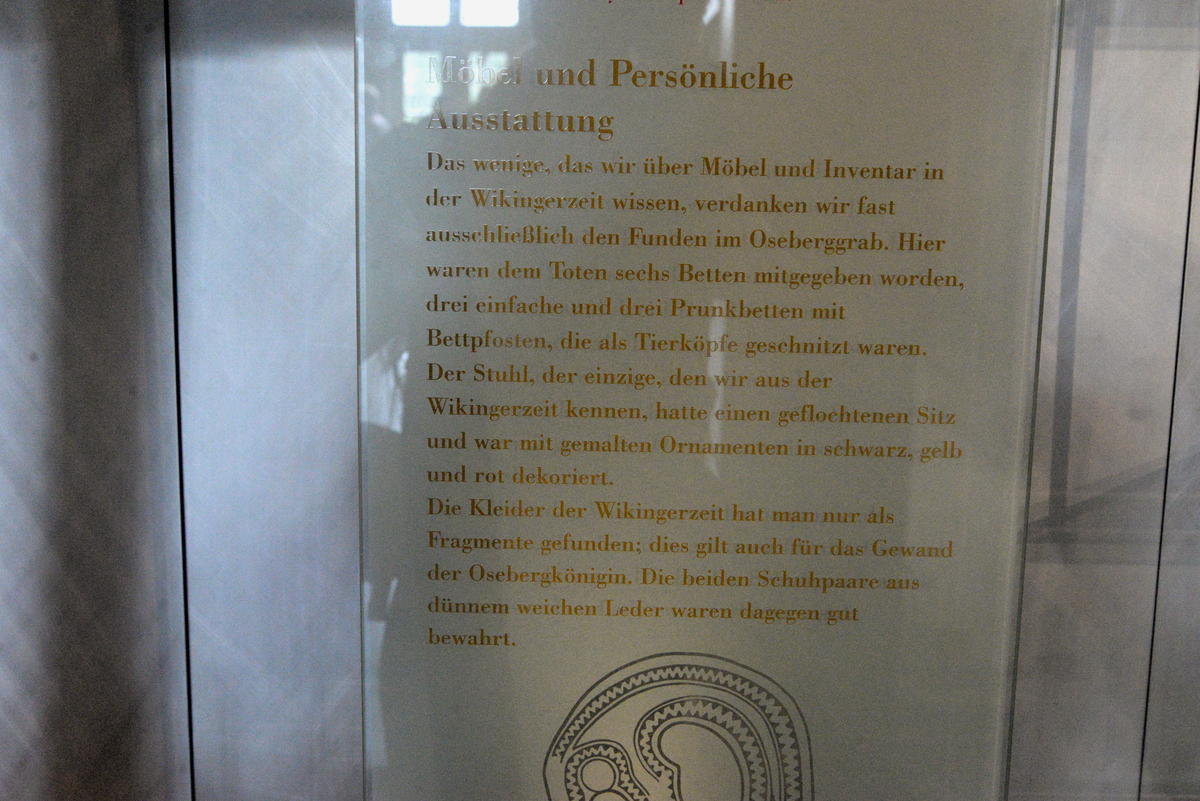 Möbel und Persönliche
Ausstattung
Das wenige, das wir über Möbel und Inventar in
der Wikingerzeit wissen, verdanken wir fast
ausschließlich den Funden im Oseberggrab. Hier
waren dem Toten sechs Betten mitgegeben worden,
drei einfache und drei Prunkbetten mit
Bettpfosten, die als Tierköpfe geschnitzt waren.
Der Stuhl, der einzige, den wir aus der
Wikingerzeit kennen, hatte einen geflochtenen Sitz
und war mit gemalten Ornamenten in schwarz, gelb
und rot dekoriert.
Die Kleider der Wikingerzeit hat man nur als
Fragmente gefunden; dies gilt auch für das Gewand
der Osebergkönigin. Die beiden Schuhpaare aus
dünnem weichen Leder waren dagegen gut
bewahrt.